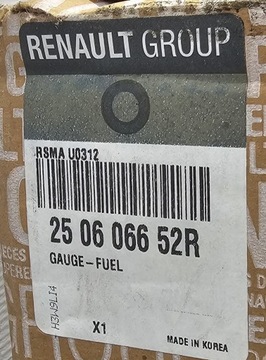 RENAULT GROUP
RSMA U0312
25 06 066 52R
GAUGE-FUEL
MADE IN KOREA
X1